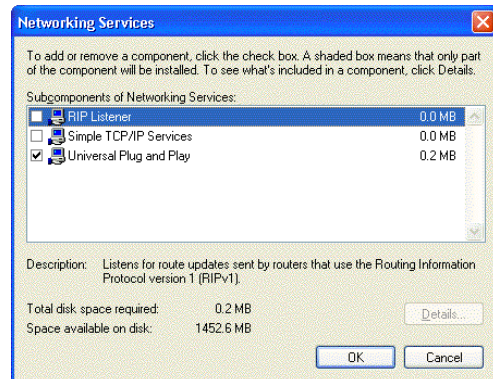 Networking Services
To add or remove a component, click the check box. A shaded box means that only part
of the component will be installed. To see what's included in a component, click Details.
Subcomponents of Networking Services:
RIP Listener 0.0 MB
Simple TCP/IP Services 0.0 MB
Universal Plug and Play 0.2 MB
Description: Listens for route updates sent by routers that use the Routing Information
Protocol version 1 (RIPv1).
Total disk space required: 0.2 MB
Space available on disk: 1452.6 MB
Details...
OK Cancel